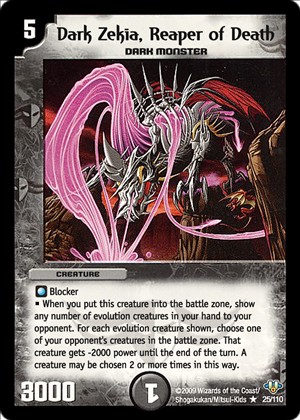 5 Dark Zekia, Reaper of Death
DARK MONSTER
CREATURE
Blocker
• When you put this creature into the battle zone, show
any number of evolution creatures in your hand to your
opponent. For each evolution creature shown, choose one
of your opponent's creatures in the battle zone. That
creature gets -2000 power until the end of the turn. A
creature may be chosen 2 or more times in this way.
3000
1
©2009 Wizards of the Coast/
Shogakukan/Mitsui-Kids ★ 25/110